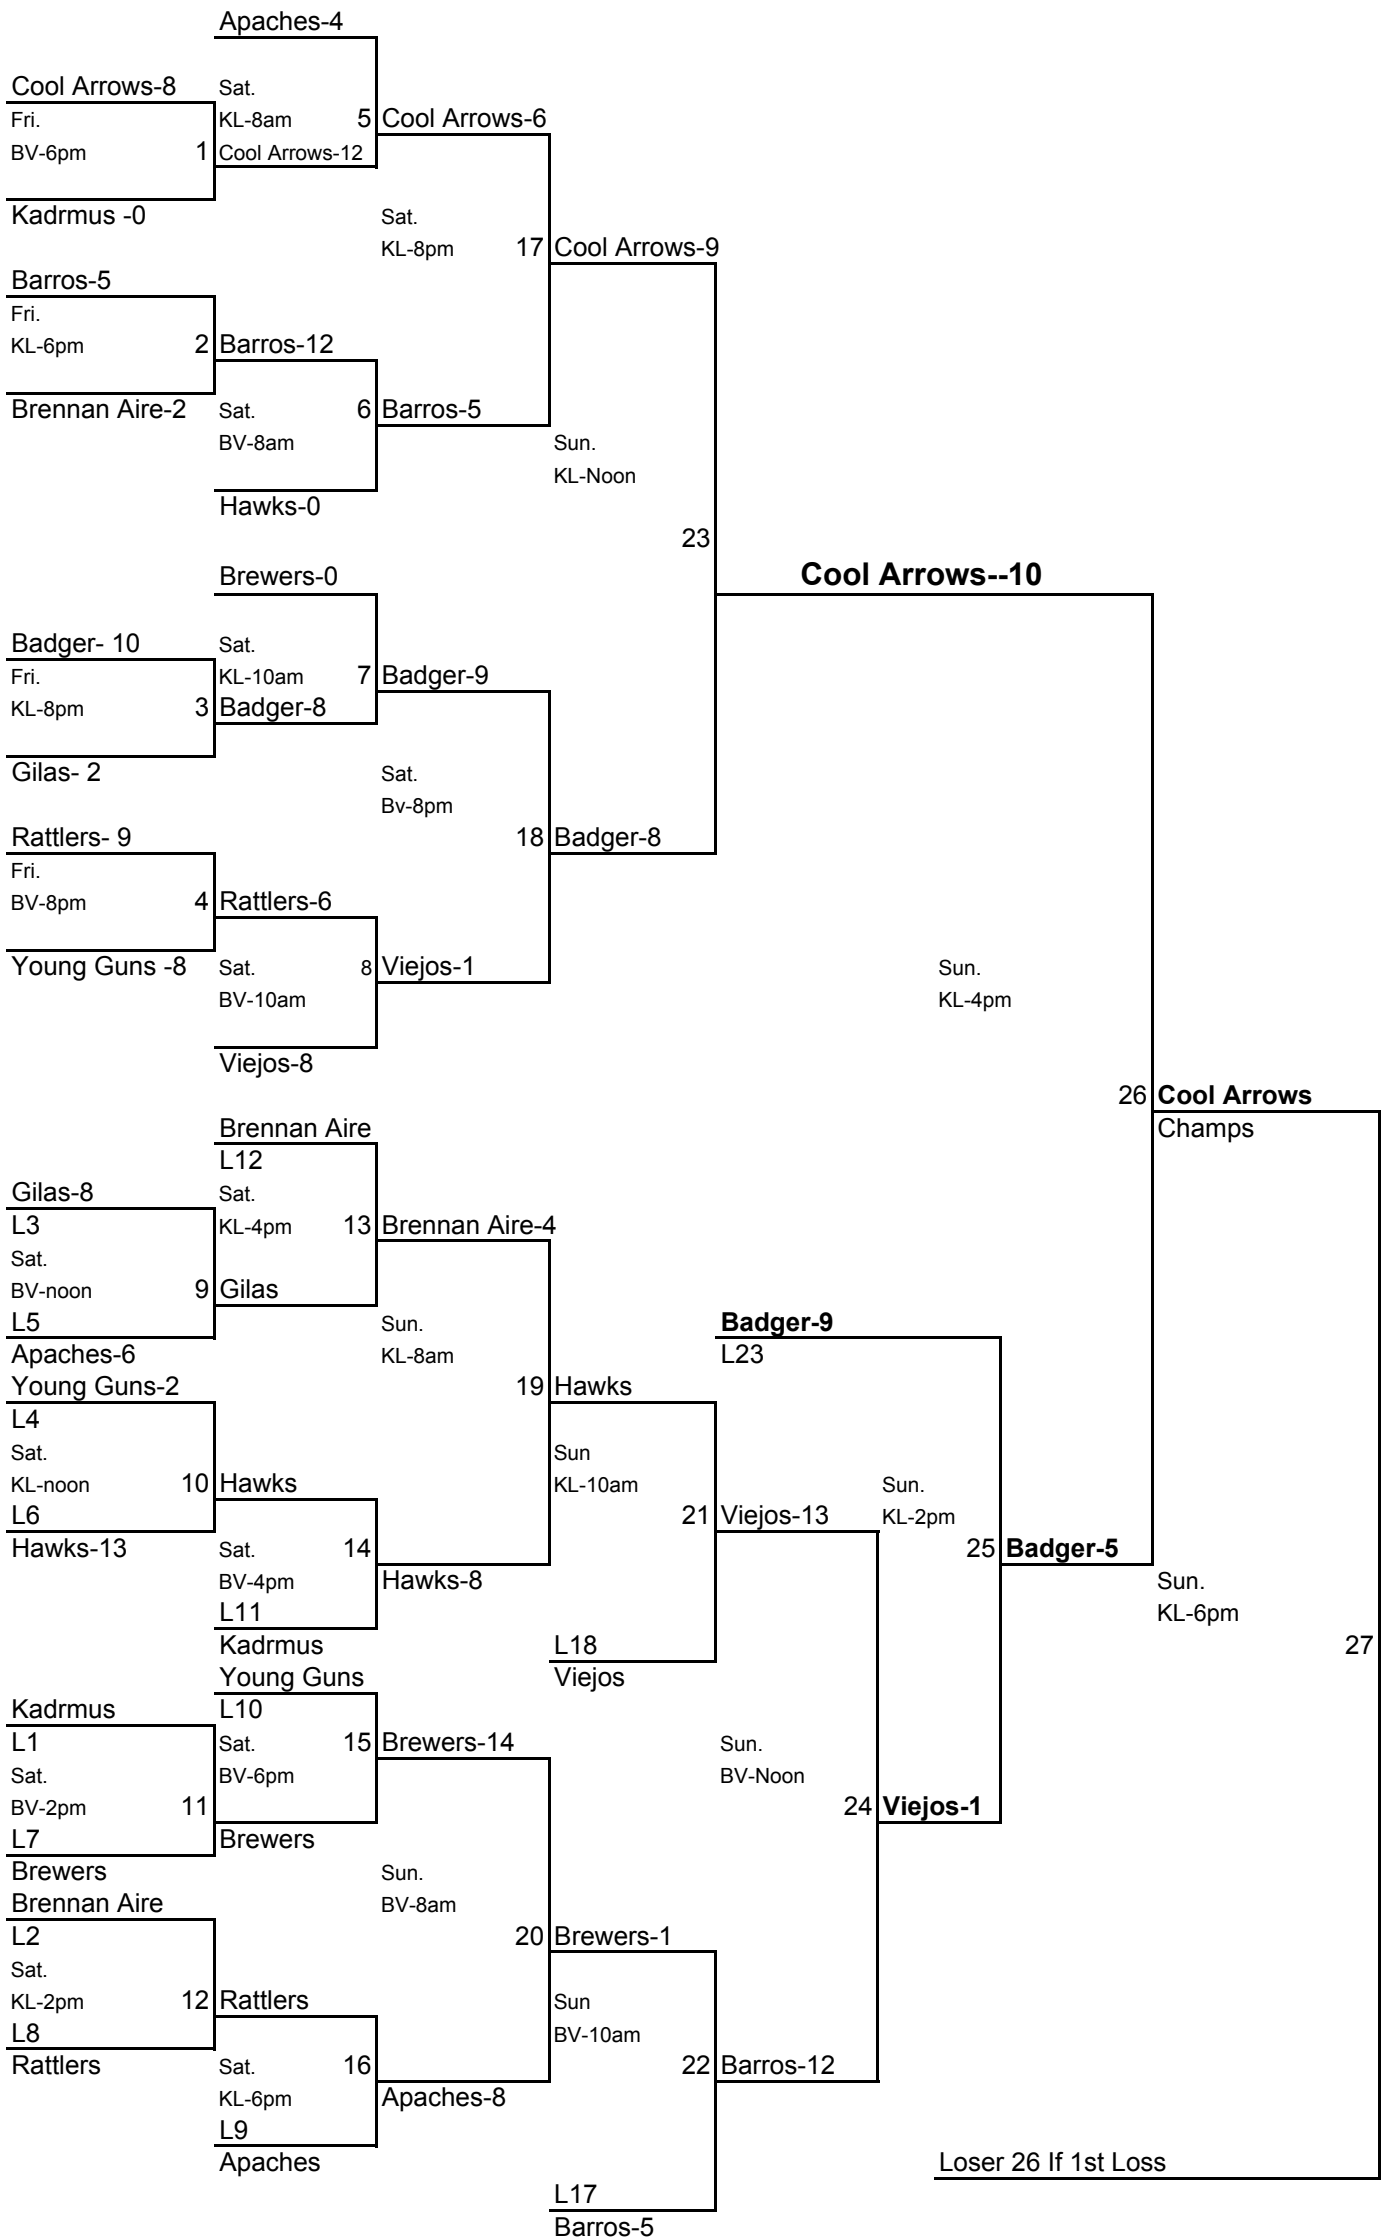 Apaches-4
Cool Arrows-8 Sat.
Fri. KL-8am 5 Cool Arrows-6
BV-6pm 1 Cool Arrows-12
Kadrmus -0 Sat.
KL-8pm 17 Cool Arrows-9
Barros-5
Fri.
KL-6pm 2 Barros-12
Brennan Aire-2 Sat. 6 Barros-5
BV-8am Sun.
KL-Noon
Hawks-0
23
Brewers-0 Cool Arrows--10
Badger- 10 Sat.
Fri. KL-10am 7 Badger-9
KL-8pm 3 Badger-8
Gilas- 2 Sat.
Bv-8pm
Rattlers- 9 18 Badger-8
Fri.
BV-8pm 4 Rattlers-6
Young Guns -8 Sat. 8 Viejos-1 Sun.
BV-10am KL-4pm
Viejos-8
26 Cool Arrows
Brennan Aire Champs
L12
Gilas-8 Sat.
L3 KL-4pm 13 Brennan Aire-4
Sat.
BV-noon 9 Gilas
L5 Sun. Badger-9
Apaches-6 KL-8am L23
Young Guns-2 19 Hawks
L4
Sat. Sun
KL-noon 10 Hawks KL-10am Sun.
L6 21 Viejos-13 KL-2pm
Hawks-13 Sat. 14 25 Badger-5
BV-4pm Hawks-8 Sun.
L11 KL-6pm
Kadrmus L18 27
Young Guns Viejos
Kadrmus L10
L1 Sat. 15 Brewers-14 Sun.
Sat. BV-6pm BV-Noon
BV-2pm 11 24 Viejos-1
L7 Brewers
Brewers Sun.
Brennan Aire BV-8am
L2 20 Brewers-1
Sat.
KL-2pm 12 Rattlers Sun
L8 BV-10am
Rattlers Sat. 16 22 Barros-12
KL-6pm Apaches-8
L9
Apaches Loser 26 If 1st Loss
L17
Barros-5